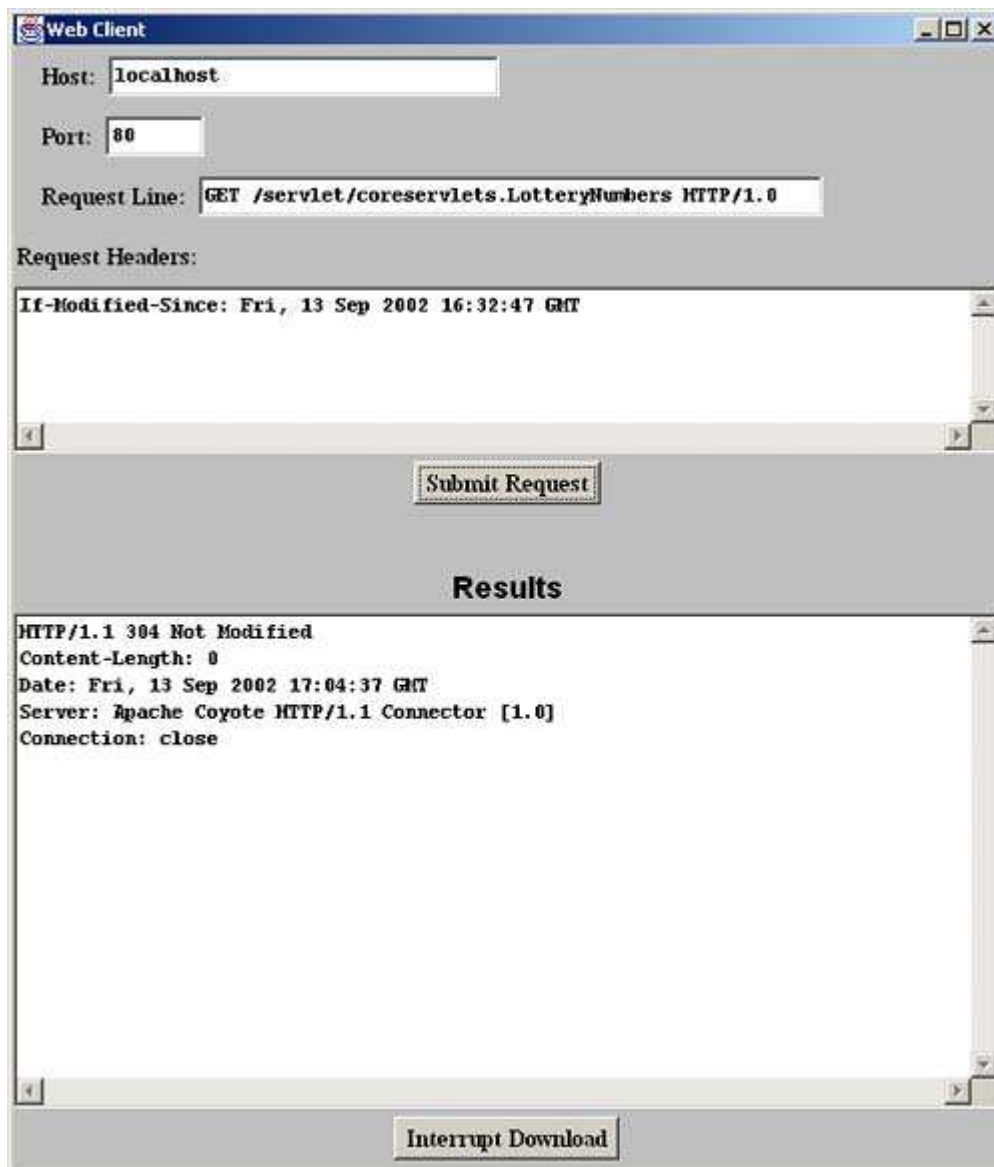 Web Client
Host: localhost
Port: 80
Request Line: GET /servlet/coreservlets.LotteryNumbers HTTP/1.0
Request Headers:
If-Modified-Since: Fri, 13 Sep 2002 16:32:47 GMT
Submit Request
Results
HTTP/1.1 304 Not Modified
Content-Length: 0
Date: Fri, 13 Sep 2002 17:04:37 GMT
Server: Apache Coyote HTTP/1.1 Connector [1.0]
Connection: close
Interrupt Download